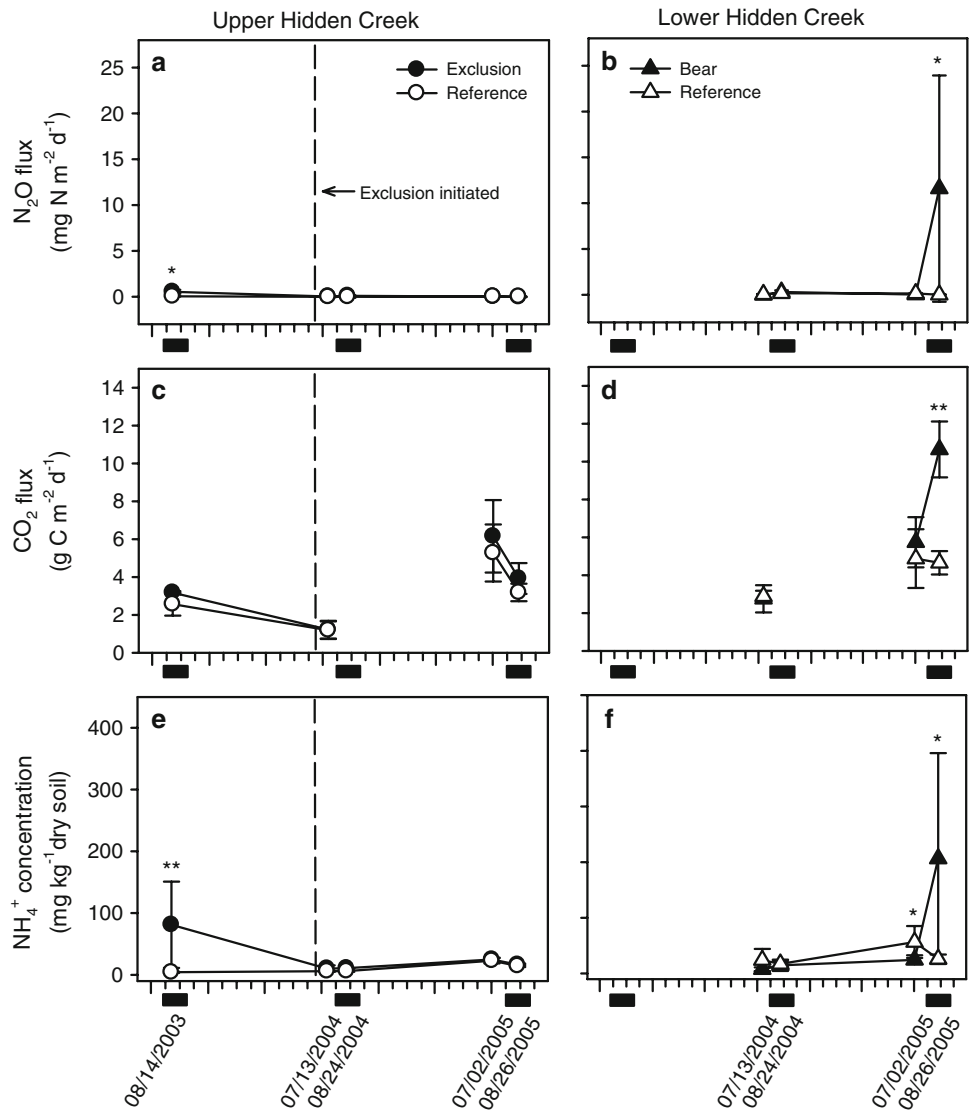 Upper Hidden Creek
Lower Hidden Creek
N₂O flux
(mg N m⁻² d⁻¹)
25
20
15
10
5
0
a
Exclusion
Reference
Exclusion initiated
*
b
Bear
Reference
*
CO₂ flux
(g C m⁻² d⁻¹)
14
12
10
8
6
4
2
0
c
d
**
NH₄⁺ concentration
(mg kg⁻¹dry soil)
400
300
200
100
0
e
**
f
*
*
08/14/2003
07/13/2004
08/24/2004
07/02/2005
08/26/2005
07/13/2004
08/24/2004
07/02/2005
08/26/2005